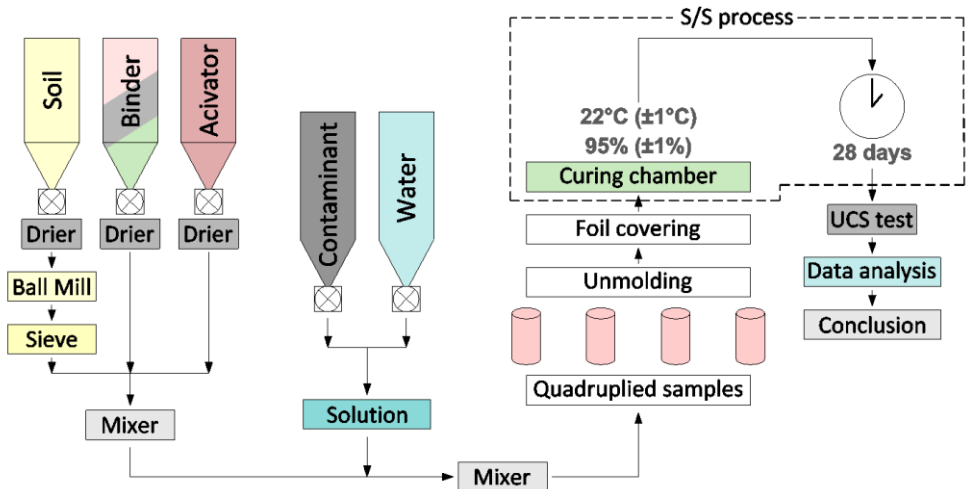 S/S process
Soil
Binder
Acivator
Contaminant
Water
22°C (±1°C)
95% (±1%)
28 days
Curing chamber
Drier
Drier
Drier
Foil covering
UCS test
Ball Mill
Unmolding
Data analysis
Sieve
Conclusion
Quadruplied samples
Mixer
Solution
Mixer